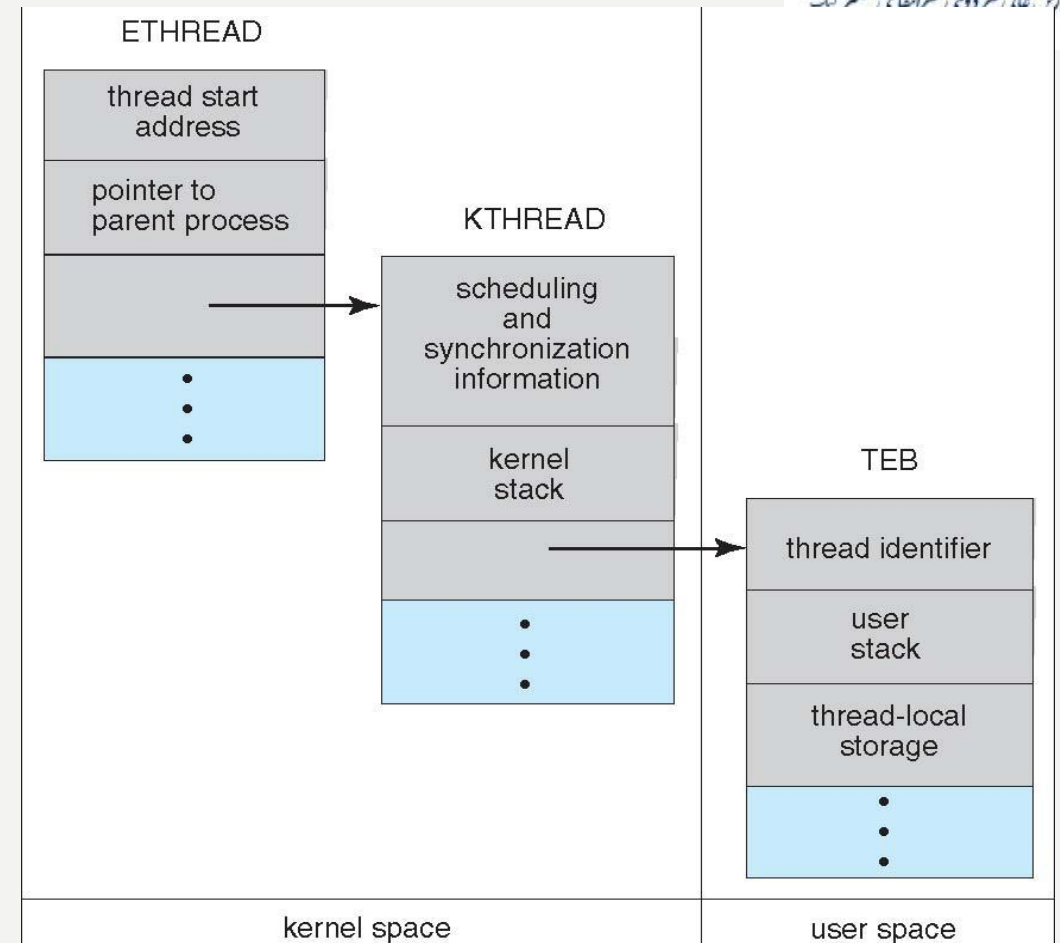 ETHREAD
thread start
address
pointer to
parent process
KTHREAD
scheduling
and
synchronization
information
kernel
stack
TEB
thread identifier
user
stack
thread-local
storage
kernel space
user space